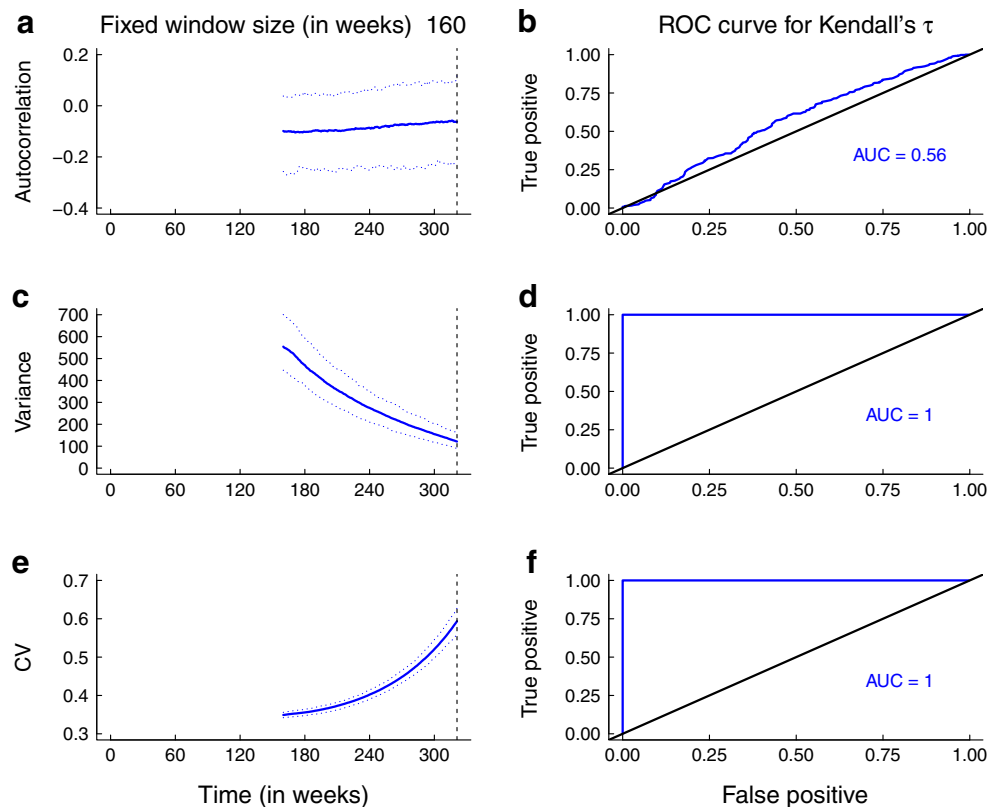 a Fixed window size (in weeks) 160
Autocorrelation
0.2
0.0
−0.2
−0.4
0 60 120 180 240 300
b ROC curve for Kendall's τ
True positive
1.00
0.75
0.50
0.25
0.00
AUC = 0.56
0.00 0.25 0.50 0.75 1.00
c
Variance
700
600
500
400
300
200
100
0
0 60 120 180 240 300
d
True positive
1.00
0.75
0.50
0.25
0.00
AUC = 1
0.00 0.25 0.50 0.75 1.00
e
CV
0.7
0.6
0.5
0.4
0.3
0 60 120 180 240 300
Time (in weeks)
f
True positive
1.00
0.75
0.50
0.25
0.00
AUC = 1
0.00 0.25 0.50 0.75 1.00
False positive